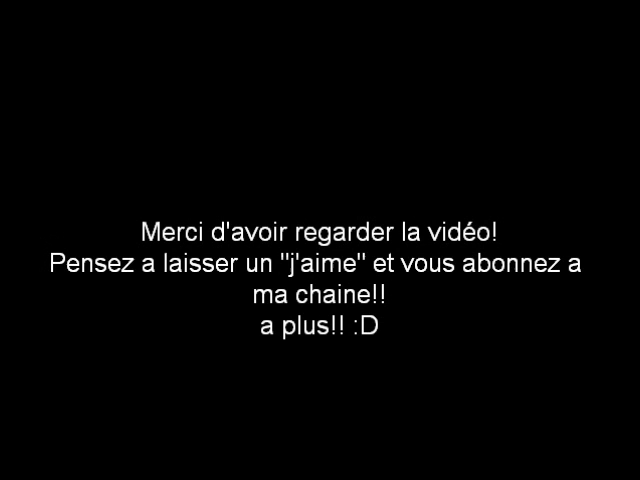 Merci d'avoir regarder la vidéo!
Pensez a laisser un "j'aime" et vous abonnez a
ma chaine!!
a plus!! :D